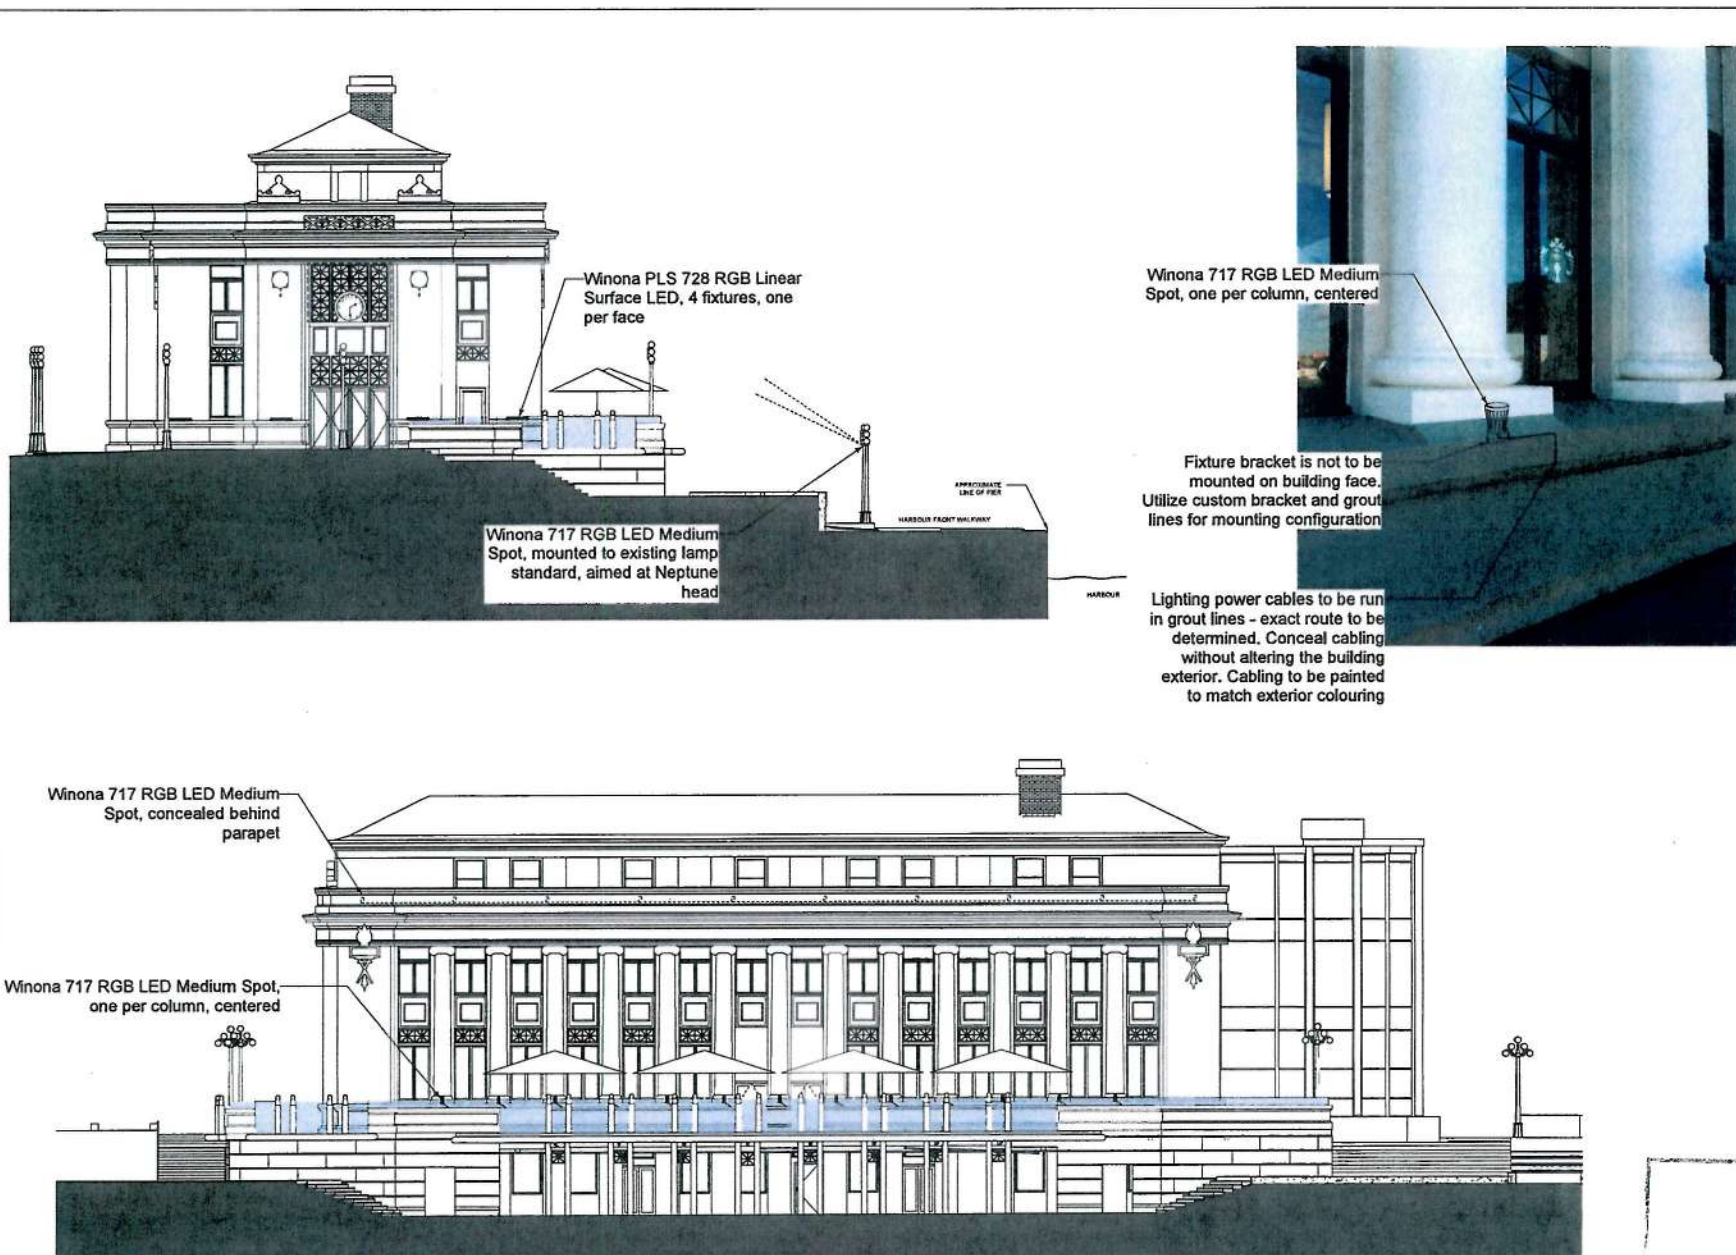 Winona PLS 728 RGB Linear
Surface LED, 4 fixtures, one
per face
Winona 717 RGB LED Medium
Spot, one per column, centered
Fixture bracket is not to be
mounted on building face.
Utilize custom bracket and grout
lines for mounting configuration
APPROXIMATE
LINE OF PIER
HARBOUR FRONT WALKWAY
Winona 717 RGB LED Medium
Spot, mounted to existing lamp
standard, aimed at Neptune
head
HARBOUR
Lighting power cables to be run
in grout lines - exact route to be
determined. Conceal cabling
without altering the building
exterior. Cabling to be painted
to match exterior colouring
Winona 717 RGB LED Medium
Spot, concealed behind
parapet
Winona 717 RGB LED Medium Spot,
one per column, centered